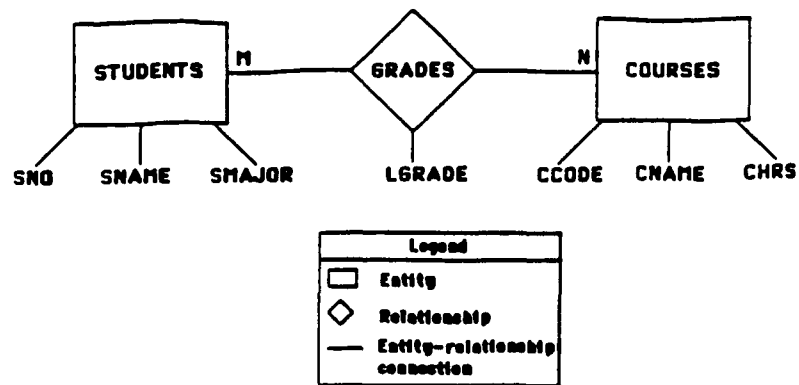 STUDENTS M GRADES N COURSES
SNO SNAME SMAJOR LGRADE CCODE CNAME CHRS
Legend
Entity
Relationship
Entity-relationship
connection